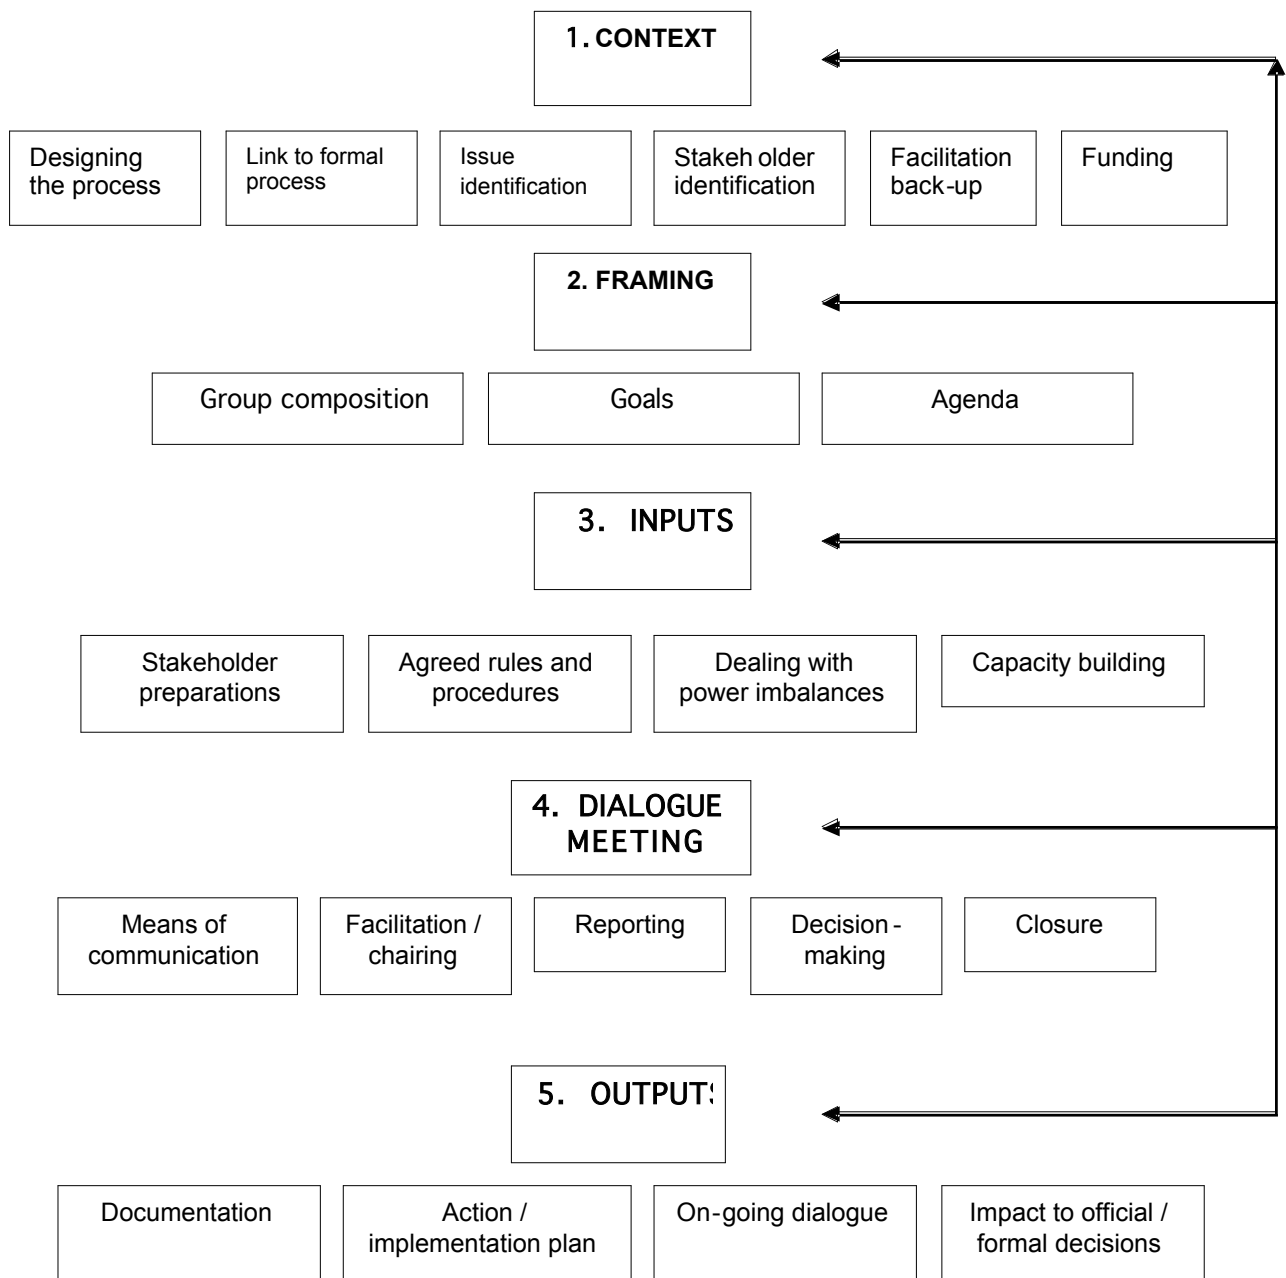 1. CONTEXT
Designing
the process
Link to formal
process
Issue
identification
Stakeh older
identification
Facilitation
back-up
Funding
2. FRAMING
Group composition
Goals
Agenda
3. INPUTS
Stakeholder
preparations
Agreed rules and
procedures
Dealing with
power imbalances
Capacity building
4. DIALOGUE
MEETING
Means of
communication
Facilitation /
chairing
Reporting
Decision -
making
Closure
5. OUTPUTS
Documentation
Action /
implementation plan
On-going dialogue
Impact to official /
formal decisions